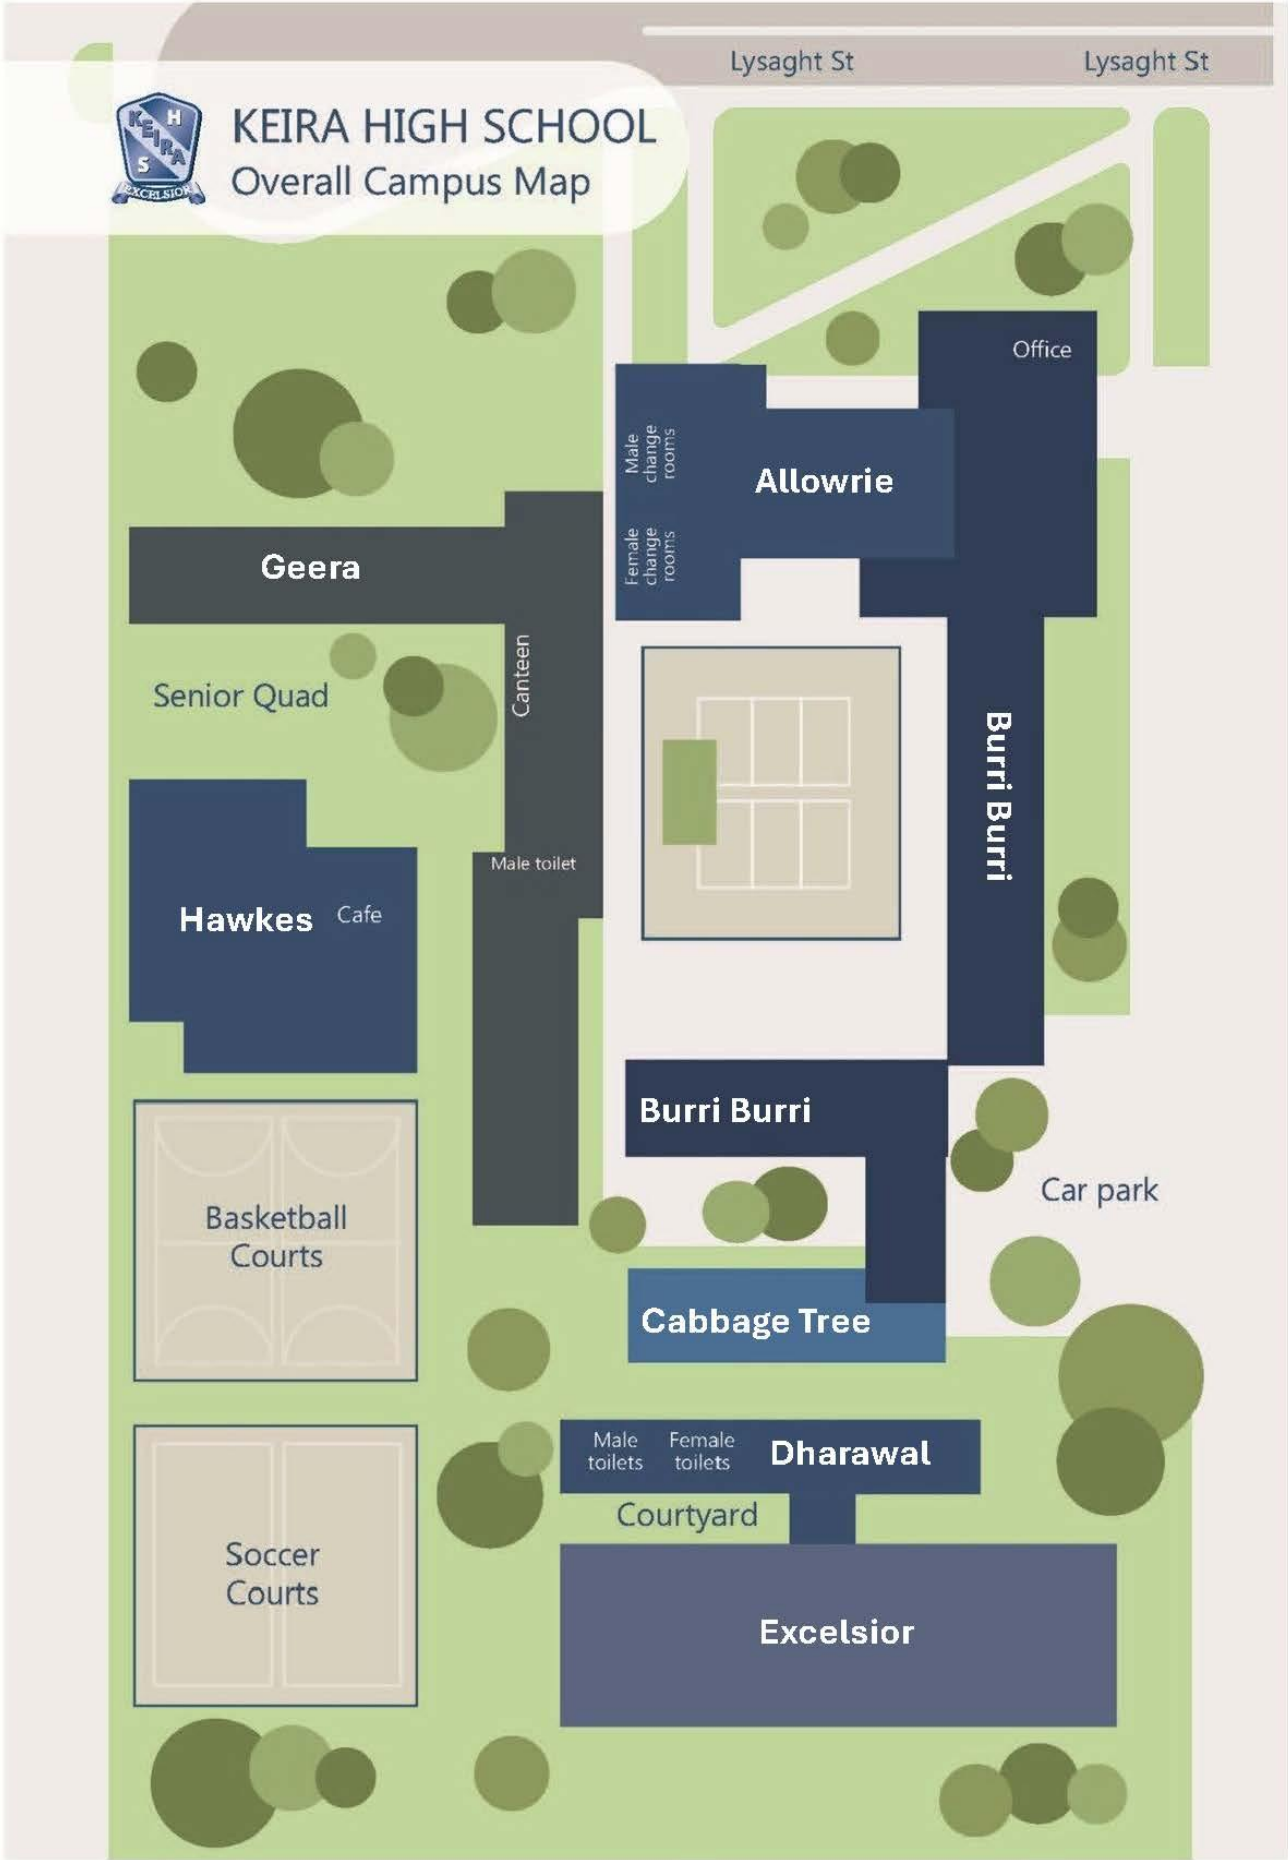 Lysaght St
Lysaght St
KEIRA
H
S
EXCELSIOR
KEIRA HIGH SCHOOL
Overall Campus Map
Office
Male
change
rooms
Allowrie
Female
change
rooms
Geera
Canteen
Senior Quad
Burri Burri
Male toilet
Hawkes
Cafe
Burri Burri
Car park
Basketball
Courts
Cabbage Tree
Male
toilets
Female
toilets
Dharawal
Courtyard
Soccer
Courts
Excelsior